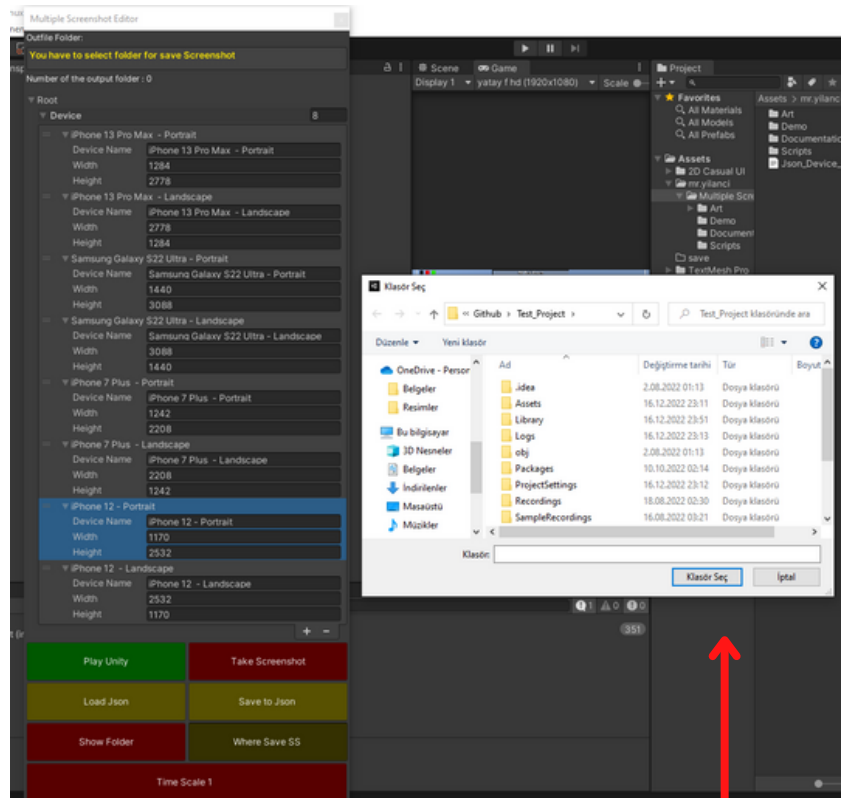 Multiple Screenshot Editor
Outfile Folder:
You have to select folder for save Screenshot
Number of the output folder : 0
Root
Device 8
iPhone 13 Pro Max - Portrait
Device Name iPhone 13 Pro Max - Portrait
Width 1284
Height 2778
iPhone 13 Pro Max - Landscape
Device Name iPhone 13 Pro Max - Landscape
Width 2778
Height 1284
Samsung Galaxy S22 Ultra - Portrait
Device Name Samsung Galaxy S22 Ultra - Portrait
Width 1440
Height 3088
Samsung Galaxy S22 Ultra - Landscape
Device Name Samsung Galaxy S22 Ultra - Landscape
Width 3088
Height 1440
iPhone 7 Plus - Portrait
Device Name iPhone 7 Plus - Portrait
Width 1242
Height 2208
iPhone 7 Plus - Landscape
Device Name iPhone 7 Plus - Landscape
Width 2208
Height 1242
iPhone 12 - Portrait
Device Name iPhone 12 - Portrait
Width 1170
Height 2532
iPhone 12 - Landscape
Device Name iPhone 12 - Landscape
Width 2532
Height 1170
+ -
Play Unity Take Screenshot
Load Json Save to Json
Show Folder Where Save SS
Time Scale 1
Scene Game
Display 1 yatay f hd (1920x1080) Scale
Project
Favorites
All Materials
All Models
All Prefabs
Assets
2D Casual UI
mr.yilanci
Multiple Scr
Art
Demo
Document
Scripts
save
TextMesh Pro
Assets > mr.yilanci
Art
Demo
Documentatic
Scripts
Json_Device_
Klasör Seç
« Github > Test_Project >
Test_Project klasöründe ara
Düzenle Yeni klasör
OneDrive - Person
Belgeler
Resimler
Bu bilgisayar
3D Nesneler
Belgeler
İndirilenler
Masaüstü
Müzikler
Ad Değiştirme tarihi Tür Boyut
.idea 2.08.2022 01:13 Dosya klasörü
Assets 16.12.2022 23:11 Dosya klasörü
Library 16.12.2022 23:51 Dosya klasörü
Logs 16.12.2022 23:13 Dosya klasörü
obj 2.08.2022 01:13 Dosya klasörü
Packages 10.10.2022 02:14 Dosya klasörü
ProjectSettings 16.12.2022 23:12 Dosya klasörü
Recordings 18.08.2022 02:30 Dosya klasörü
SampleRecordings 16.08.2022 03:21 Dosya klasörü
Klasör:
Klasör Seç İptal
1 0 0
351